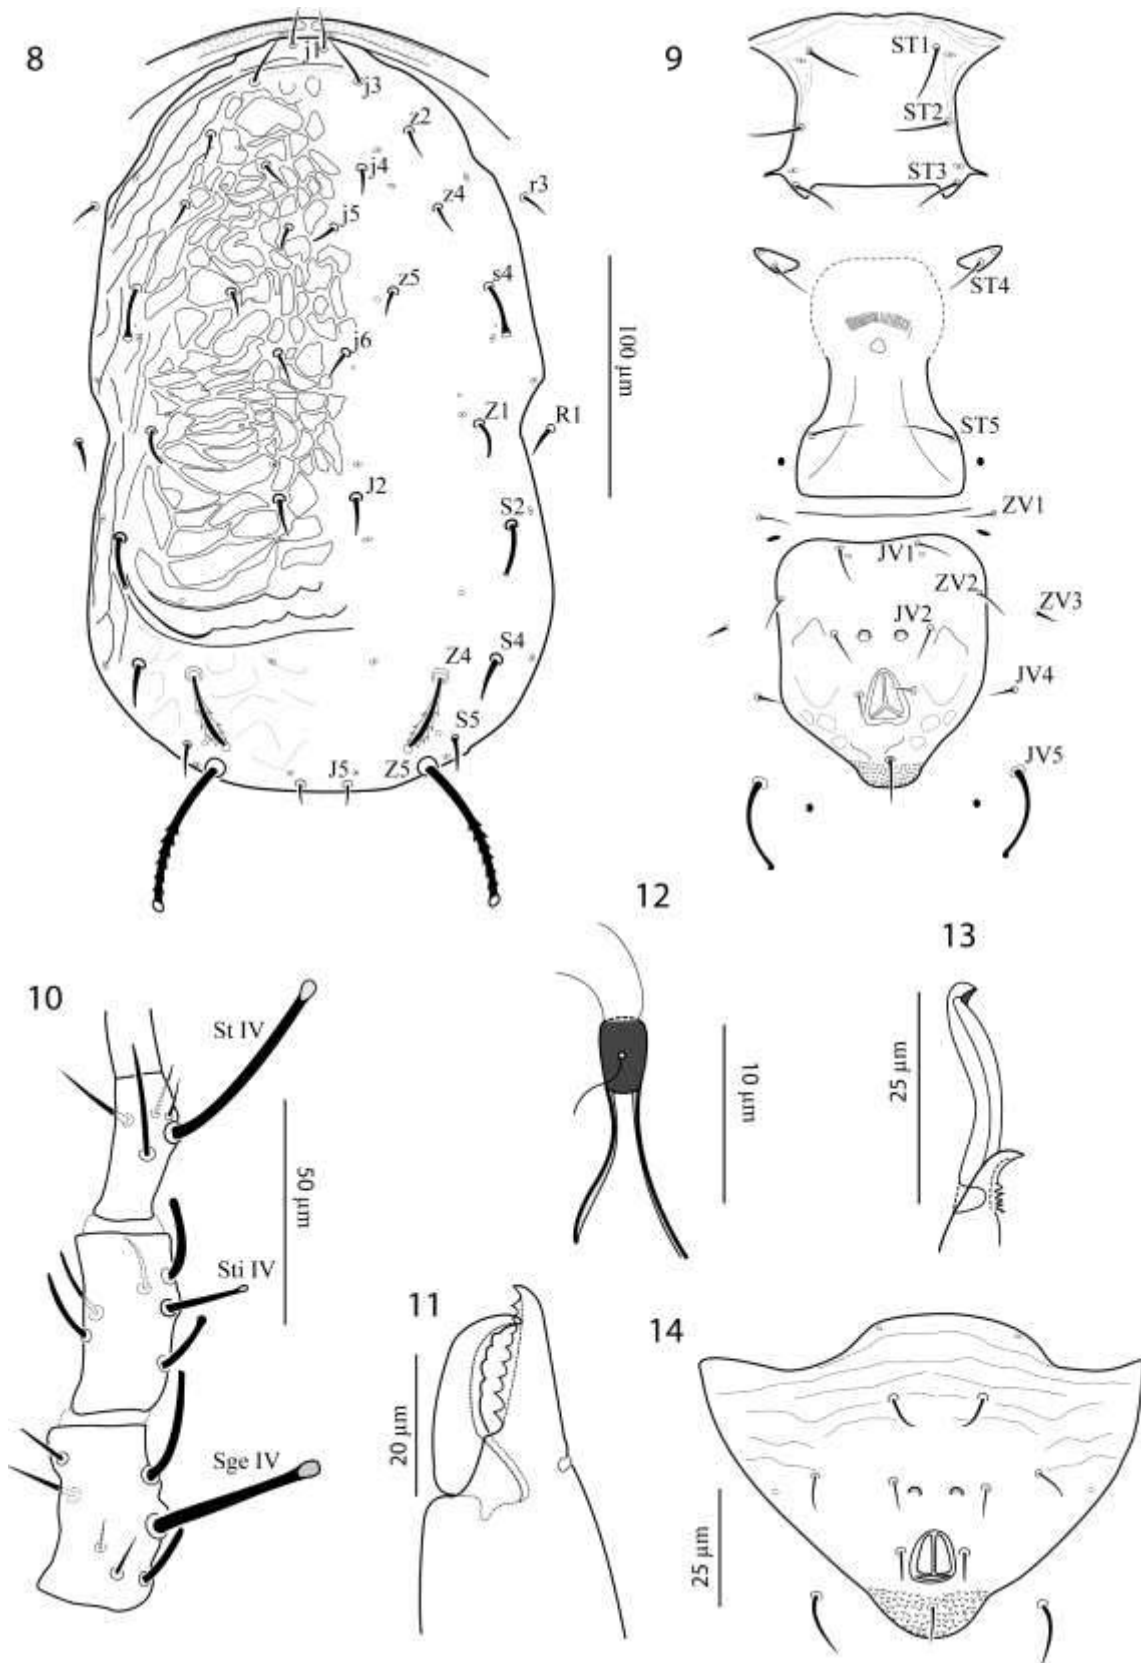 8
j1
j3
z2
j4
z4
r3
j5
z5
s4
j6
Z1
R1
J2
S2
Z4
S4
S5
J5
Z5
100 µm
9
ST1
ST2
ST3
ST4
ST5
ZV1
JV1
ZV2
ZV3
JV2
JV4
JV5
10
St IV
Sti IV
Sge IV
50 µm
11
20 µm
12
10 µm
13
25 µm
14
25 µm